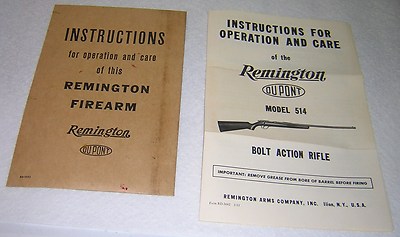 INSTRUCTIONS
for operation and care
of this
REMINGTON
FIREARM
Remington
DU PONT
INSTRUCTIONS FOR
OPERATION AND CARE
of the
Remington
DU PONT
MODEL 514
BOLT ACTION RIFLE
IMPORTANT: REMOVE GREASE FROM BORE OF BARREL BEFORE FIRING
REMINGTON ARMS COMPANY, INC. Ilion, N.Y., U.S.A.